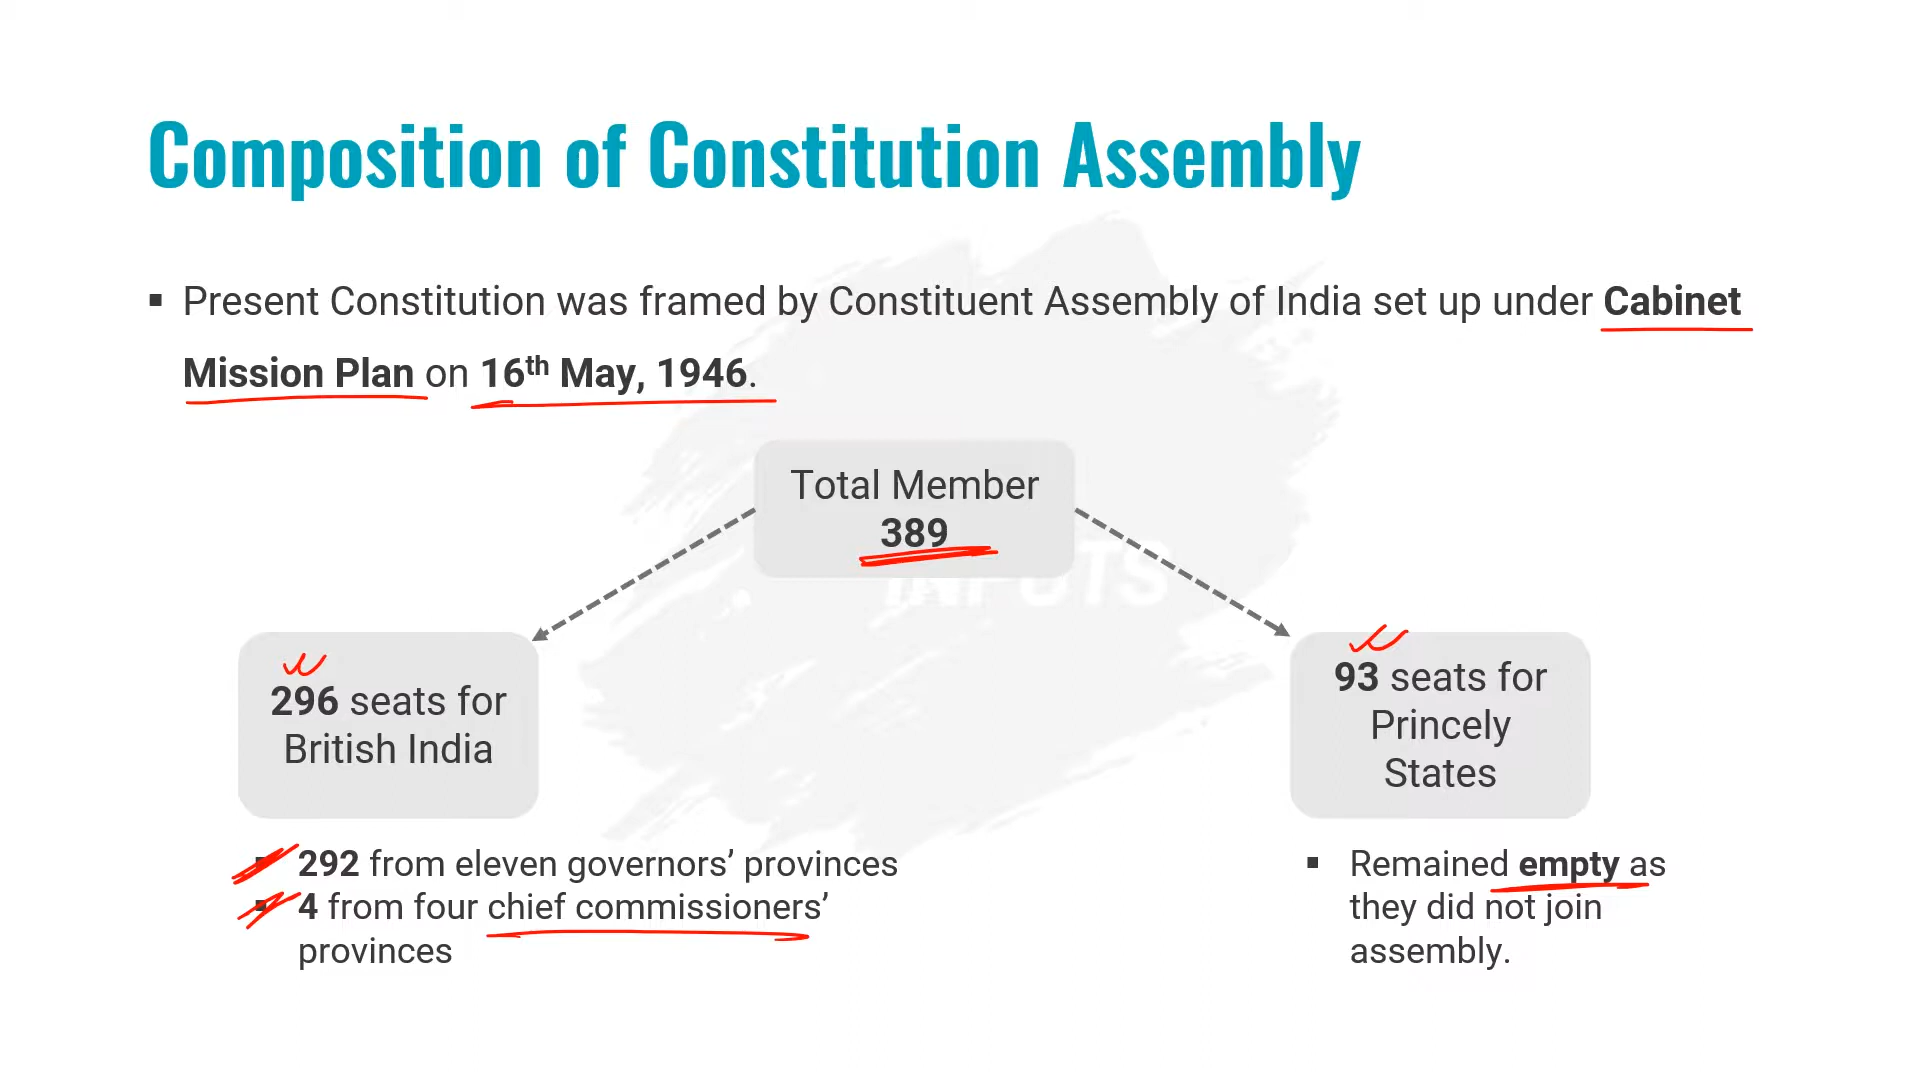 Composition of Constitution Assembly
▪ Present Constitution was framed by Constituent Assembly of India set up under Cabinet
Mission Plan on 16th May, 1946.
Total Member
389
296 seats for
British India
93 seats for
Princely
States
292 from eleven governors’ provinces
4 from four chief commissioners’
provinces
▪ Remained empty as
they did not join
assembly.
INPUTS